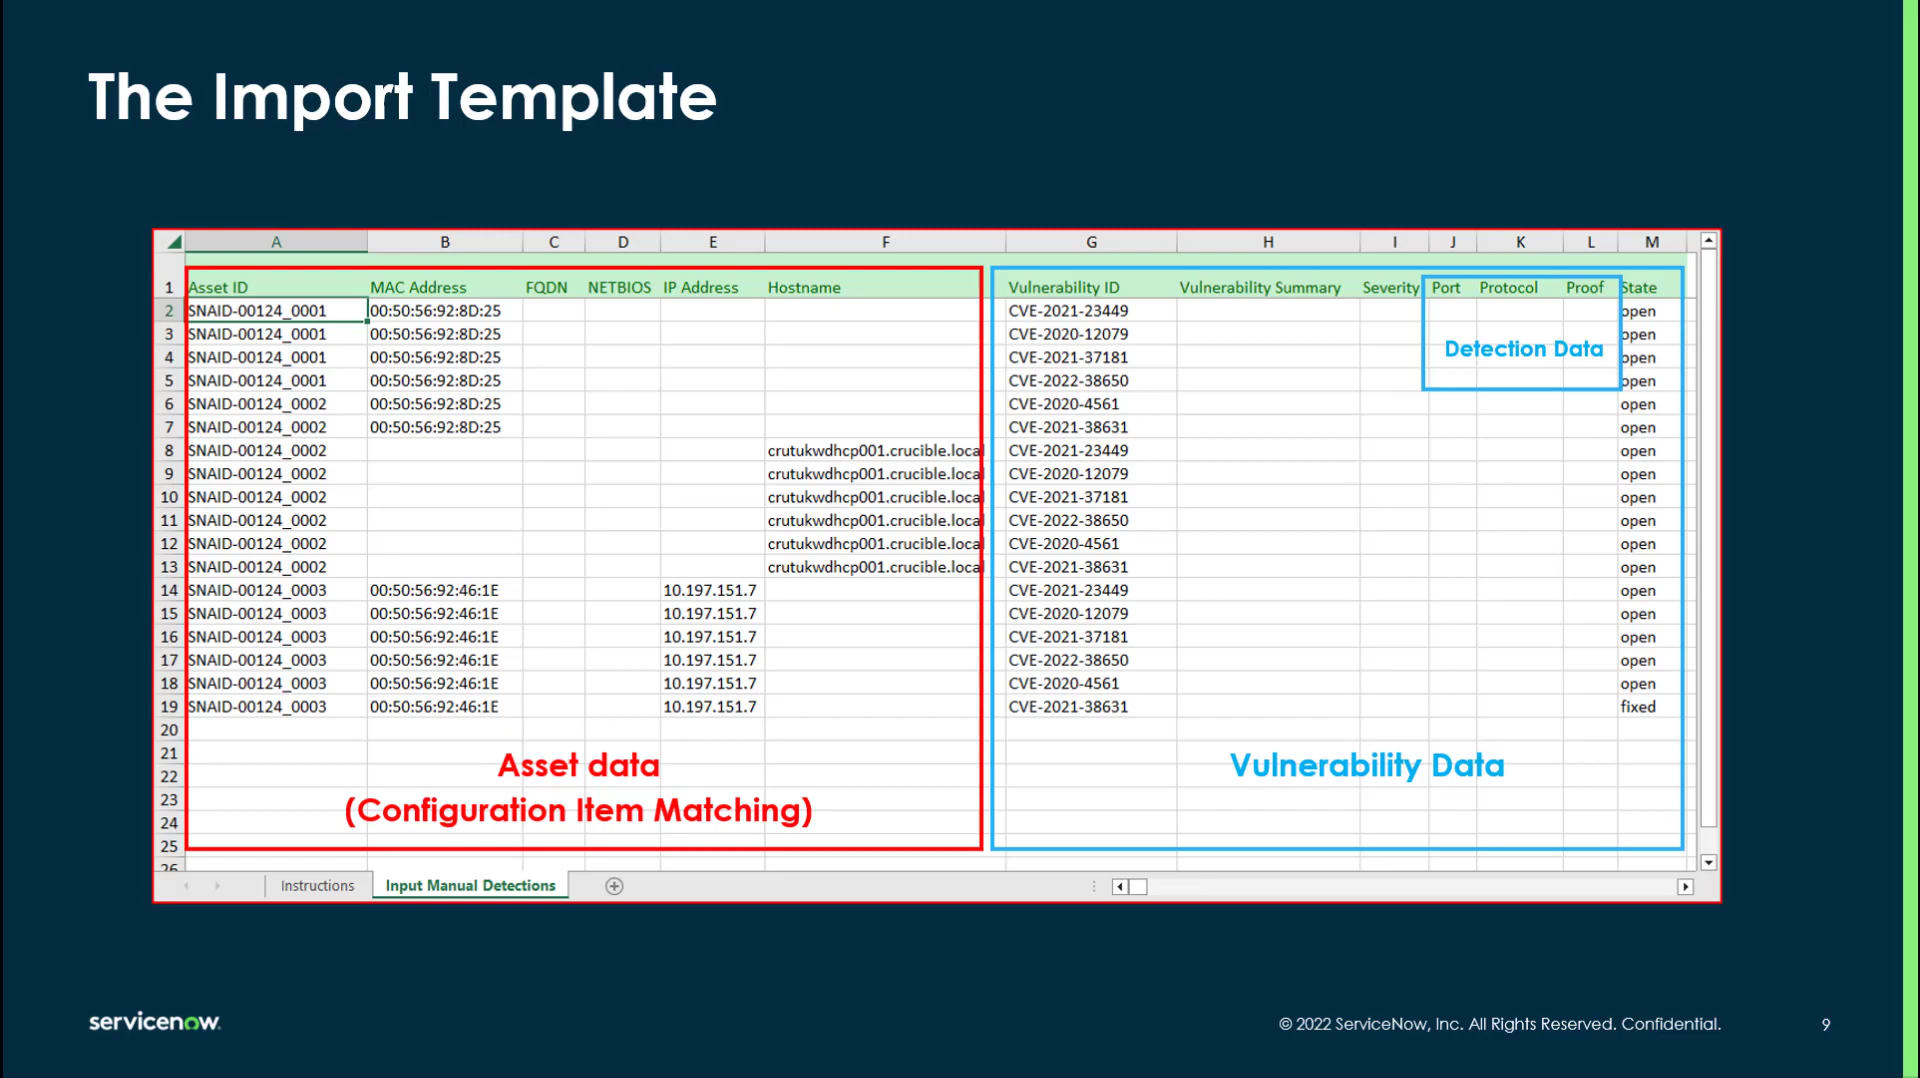 The Import Template
A B C D E F G H I J K L M
1 Asset ID MAC Address FQDN NETBIOS IP Address Hostname Vulnerability ID Vulnerability Summary Severity Port Protocol Proof State
2 SNAID-00124_0001 00:50:56:92:8D:25 CVE-2021-23449 open
3 SNAID-00124_0001 00:50:56:92:8D:25 CVE-2020-12079 open
Detection Data
4 SNAID-00124_0001 00:50:56:92:8D:25 CVE-2021-37181 open
5 SNAID-00124_0001 00:50:56:92:8D:25 CVE-2022-38650 open
6 SNAID-00124_0002 00:50:56:92:8D:25 CVE-2020-4561 open
7 SNAID-00124_0002 00:50:56:92:8D:25 CVE-2021-38631 open
8 SNAID-00124_0002 crutukwdhcp001.crucible.loca CVE-2021-23449 open
9 SNAID-00124_0002 crutukwdhcp001.crucible.loca CVE-2020-12079 open
10 SNAID-00124_0002 crutukwdhcp001.crucible.loca CVE-2021-37181 open
11 SNAID-00124_0002 crutukwdhcp001.crucible.loca CVE-2022-38650 open
12 SNAID-00124_0002 crutukwdhcp001.crucible.loca CVE-2020-4561 open
13 SNAID-00124_0002 crutukwdhcp001.crucible.loca CVE-2021-38631 open
14 SNAID-00124_0003 00:50:56:92:46:1E 10.197.151.7 CVE-2021-23449 open
15 SNAID-00124_0003 00:50:56:92:46:1E 10.197.151.7 CVE-2020-12079 open
16 SNAID-00124_0003 00:50:56:92:46:1E 10.197.151.7 CVE-2021-37181 open
17 SNAID-00124_0003 00:50:56:92:46:1E 10.197.151.7 CVE-2022-38650 open
18 SNAID-00124_0003 00:50:56:92:46:1E 10.197.151.7 CVE-2020-4561 open
19 SNAID-00124_0003 00:50:56:92:46:1E 10.197.151.7 CVE-2021-38631 fixed
20
21
Asset data Vulnerability Data
22
23
(Configuration Item Matching)
24
25
26
Instructions Input Manual Detections
servicenow.
© 2022 ServiceNow, Inc. All Rights Reserved. Confidential. 9